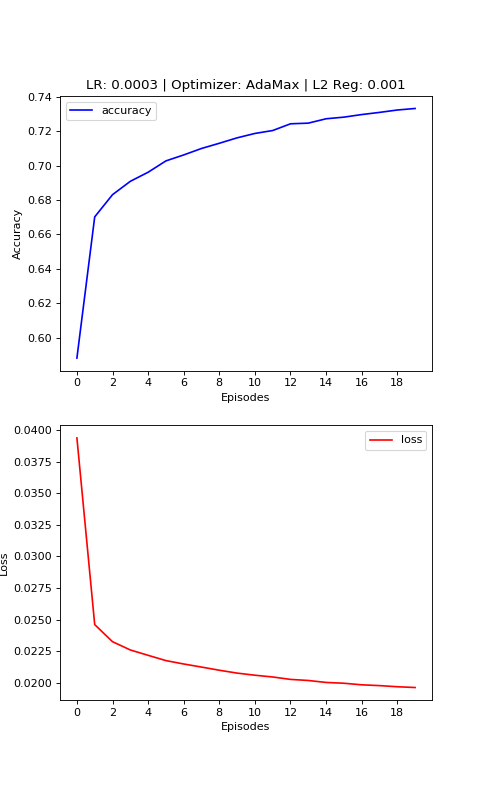 LR: 0.0003 | Optimizer: AdaMax | L2 Reg: 0.001
0.74
accuracy
0.72
0.70
0.68
0.66
Accuracy
0.64
0.62
0.60
0 2 4 6 8 10 12 14 16 18
Episodes
0.0400
loss
0.0375
0.0350
0.0325
0.0300
Loss
0.0275
0.0250
0.0225
0.0200
0 2 4 6 8 10 12 14 16 18
Episodes